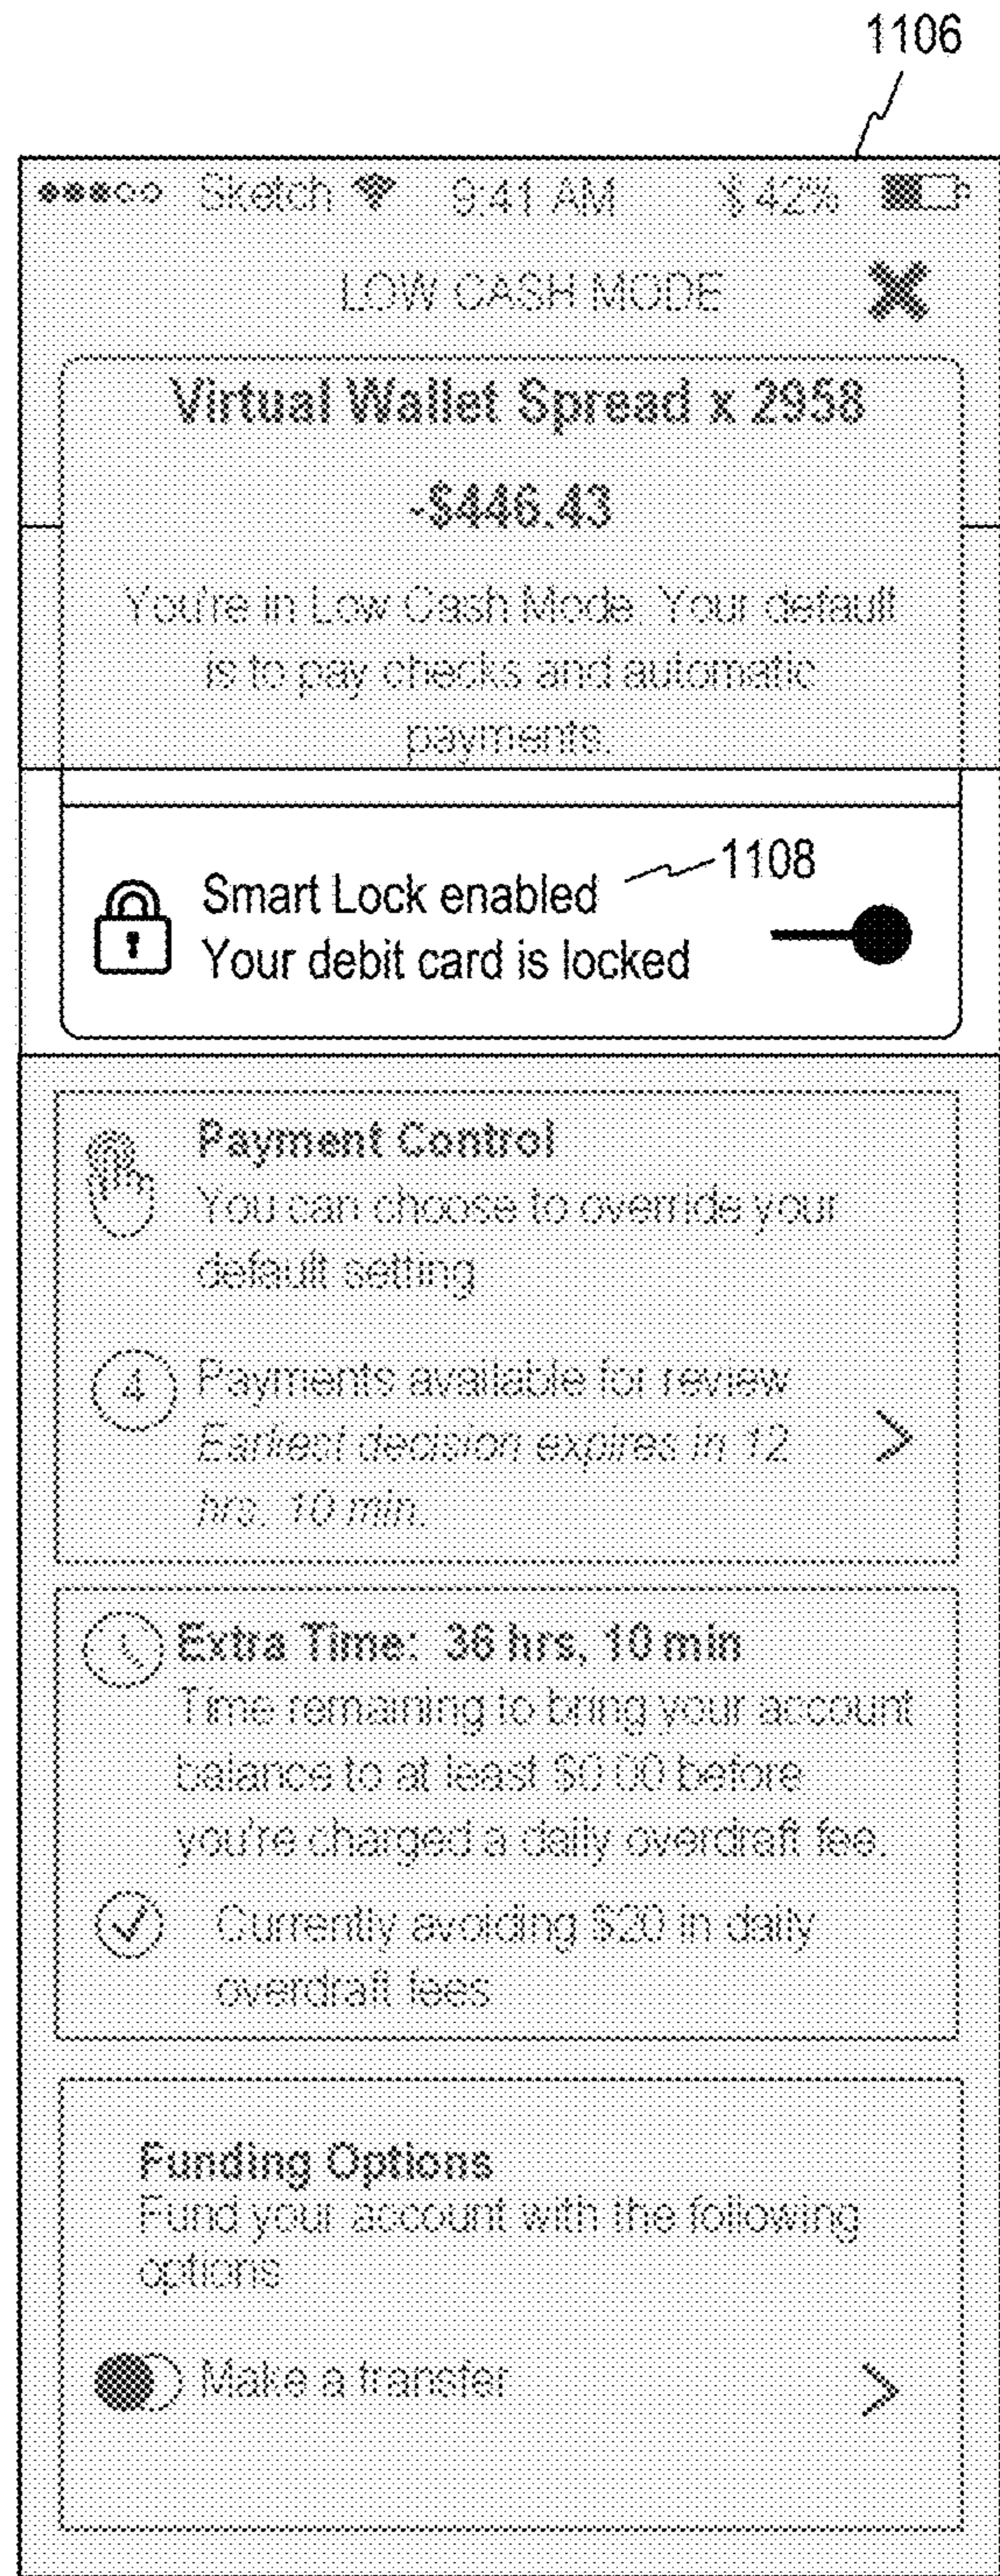 1106
Sketch 9:41 AM 42%
LOW CASH MODE
Virtual Wallet Spread x 2958
-$446.43
You're in Low Cash Mode. Your default
is to pay checks and automatic
payments.
1108
Smart Lock enabled
Your debit card is locked
Payment Control
You can choose to override your
default setting
4 Payments available for review
Earliest decision expires in 12
hrs, 10 min.
Extra Time: 36 hrs, 10 min
Time remaining to bring your account
balance to at least $0.00 before
you're charged a daily overdraft fee.
Currently avoiding $20 in daily
overdraft fees
Funding Options
Fund your account with the following
options
Make a transfer